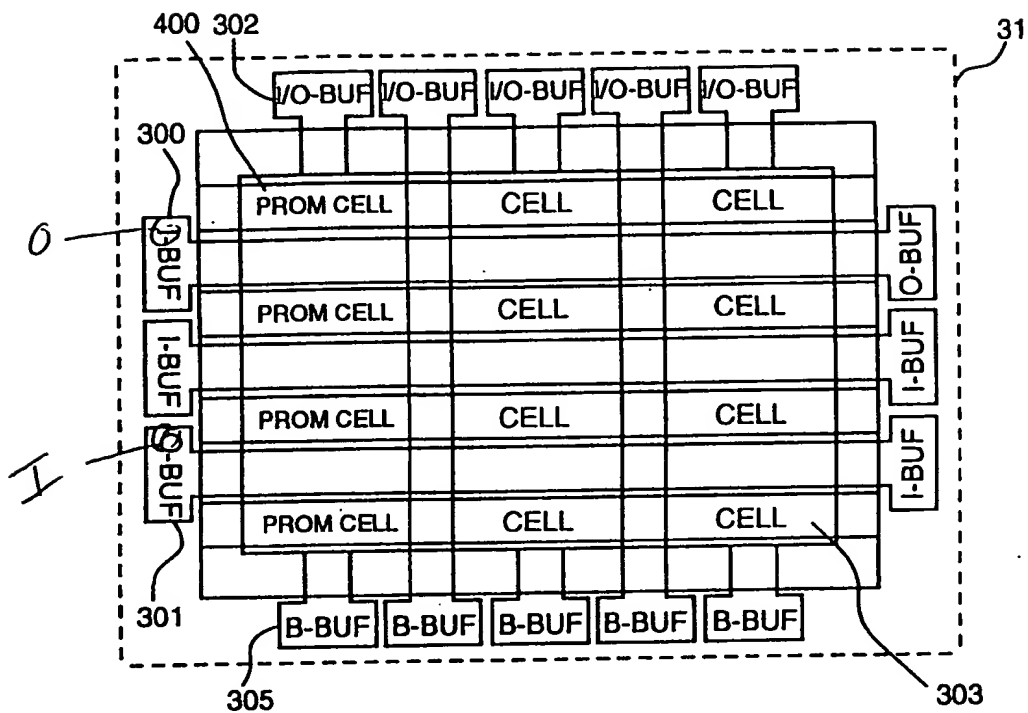 400 302
31
I/O-BUF I/O-BUF I/O-BUF I/O-BUF I/O-BUF
300
PROM CELL CELL CELL
O
-BUF
O-BUF
PROM CELL CELL CELL
I-BUF
I-BUF
PROM CELL CELL CELL
I
-BUF
I-BUF
PROM CELL CELL CELL
301
B-BUF B-BUF B-BUF B-BUF B-BUF
305
303